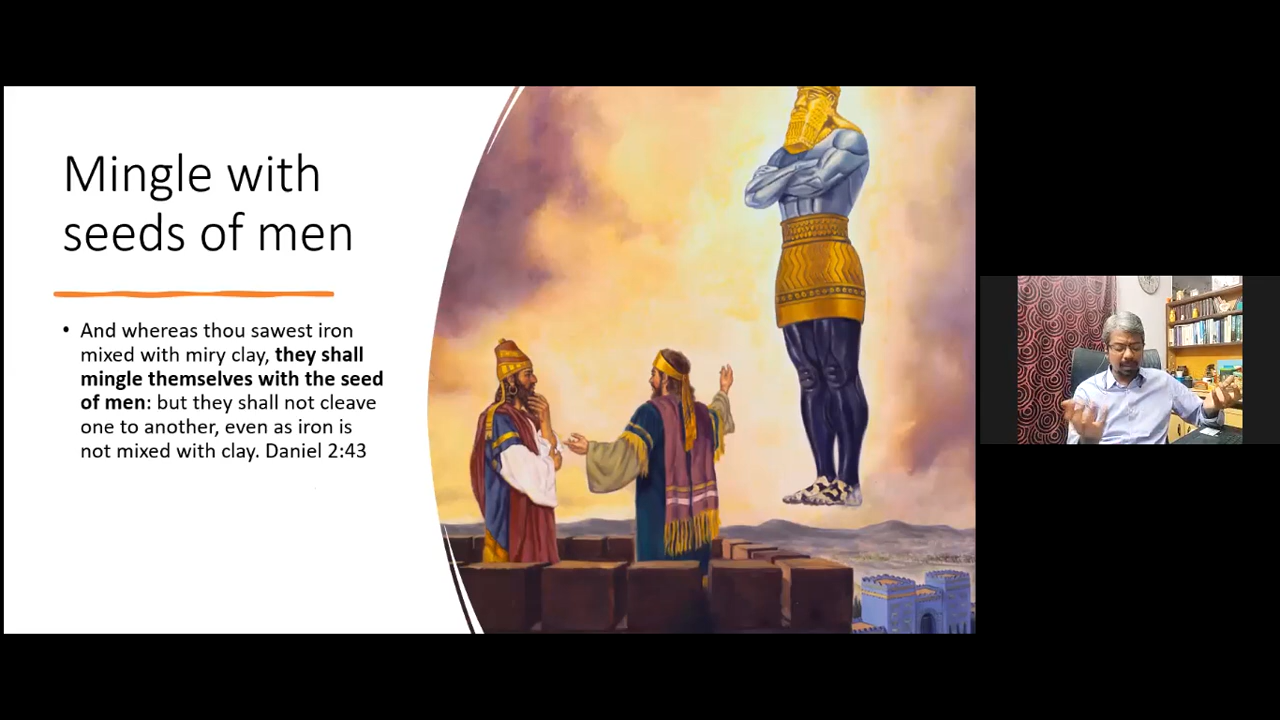 Mingle with
seeds of men
• And whereas thou sawest iron
mixed with miry clay, they shall
mingle themselves with the seed
of men: but they shall not cleave
one to another, even as iron is
not mixed with clay. Daniel 2:43